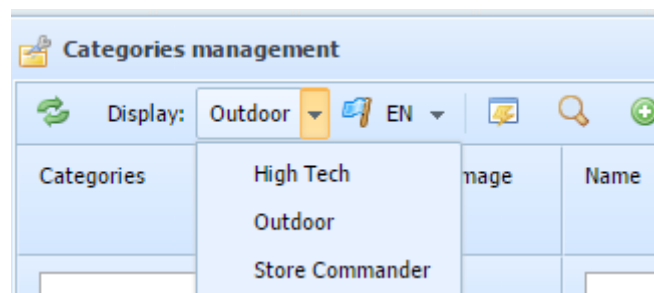 Categories management
Display: Outdoor EN
Categories mage Name
High Tech
Outdoor
Store Commander